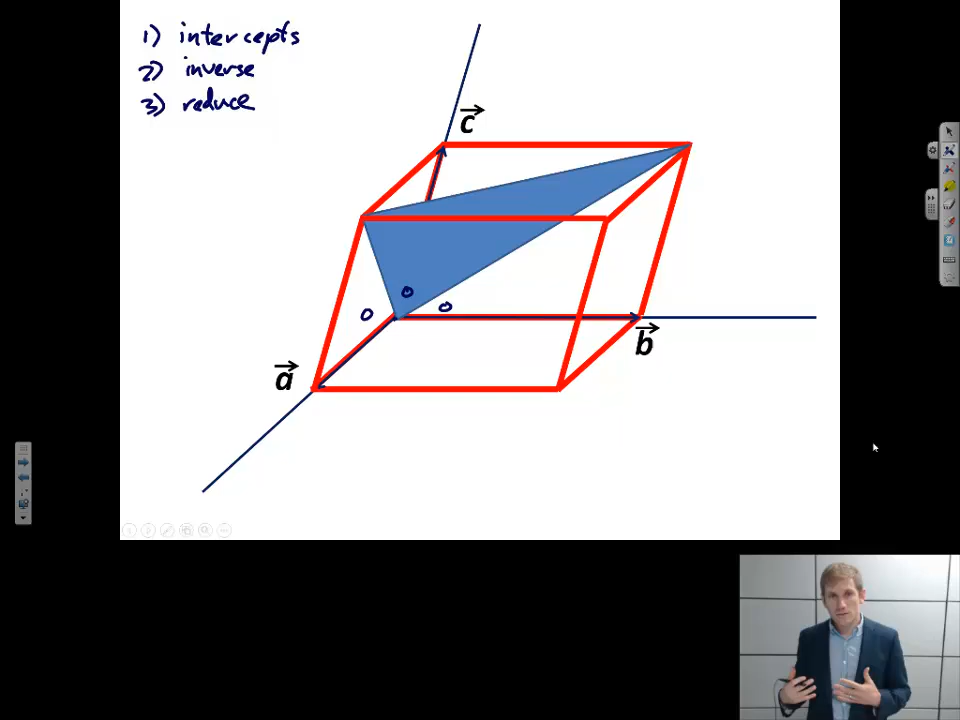 1) intercepts
2) inverse
3) reduce
c
0
0 0
b
a